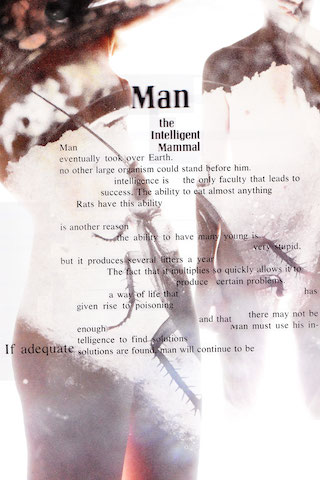 Man
the
Intelligent
Mammal
Man
eventually took over Earth.
no other large organism could stand before him.
intelligence is the only faculty that leads to
success. The ability to eat almost anything
Rats have this ability
is another reason
the ability to have many young is
very stupid.
but it produces several litters a year
The fact that it multiplies so quickly allows it to
produce certain problems
a way of life that has
given rise to poisoning
and that there may not be
enough Man must use his in-
telligence to find solutions
If adequate solutions are found, man will continue to be